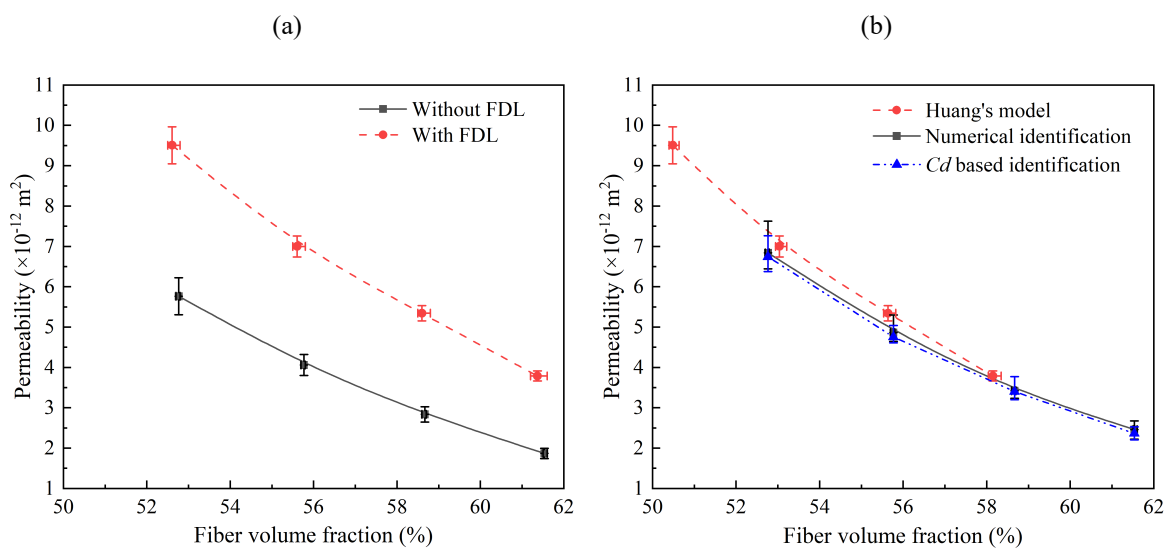 (a)
11
10
9
8
7
6
5
4
3
2
1
Permeability (×10⁻¹² m²)
Without FDL
With FDL
50 52 54 56 58 60 62
Fiber volume fraction (%)
(b)
11
10
9
8
7
6
5
4
3
2
1
Permeability (×10⁻¹² m²)
Huang's model
Numerical identification
Cd based identification
50 52 54 56 58 60 62
Fiber volume fraction (%)